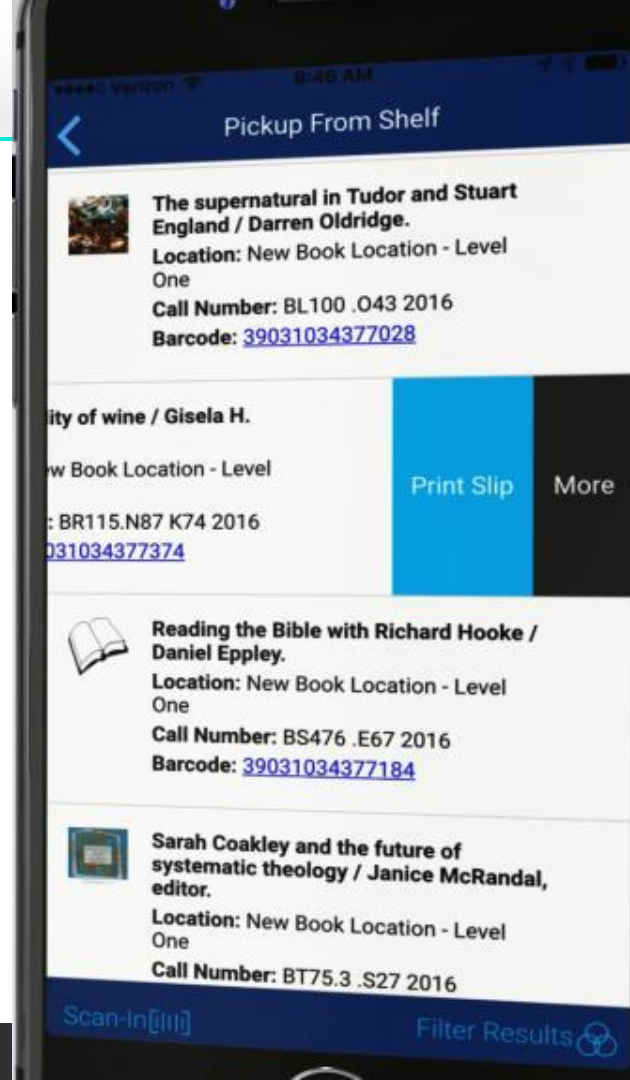 Verizon 9:46 AM
Pickup From Shelf
The supernatural in Tudor and Stuart
England / Darren Oldridge.
Location: New Book Location - Level
One
Call Number: BL100 .O43 2016
Barcode: 39031034377028
ity of wine / Gisela H.
ew Book Location - Level
: BR115.N87 K74 2016
031034377374
Print Slip
More
Reading the Bible with Richard Hooke /
Daniel Eppley.
Location: New Book Location - Level
One
Call Number: BS476 .E67 2016
Barcode: 39031034377184
Sarah Coakley and the future of
systematic theology / Janice McRandal,
editor.
Location: New Book Location - Level
One
Call Number: BT75.3 .S27 2016
Scan-In
Filter Results